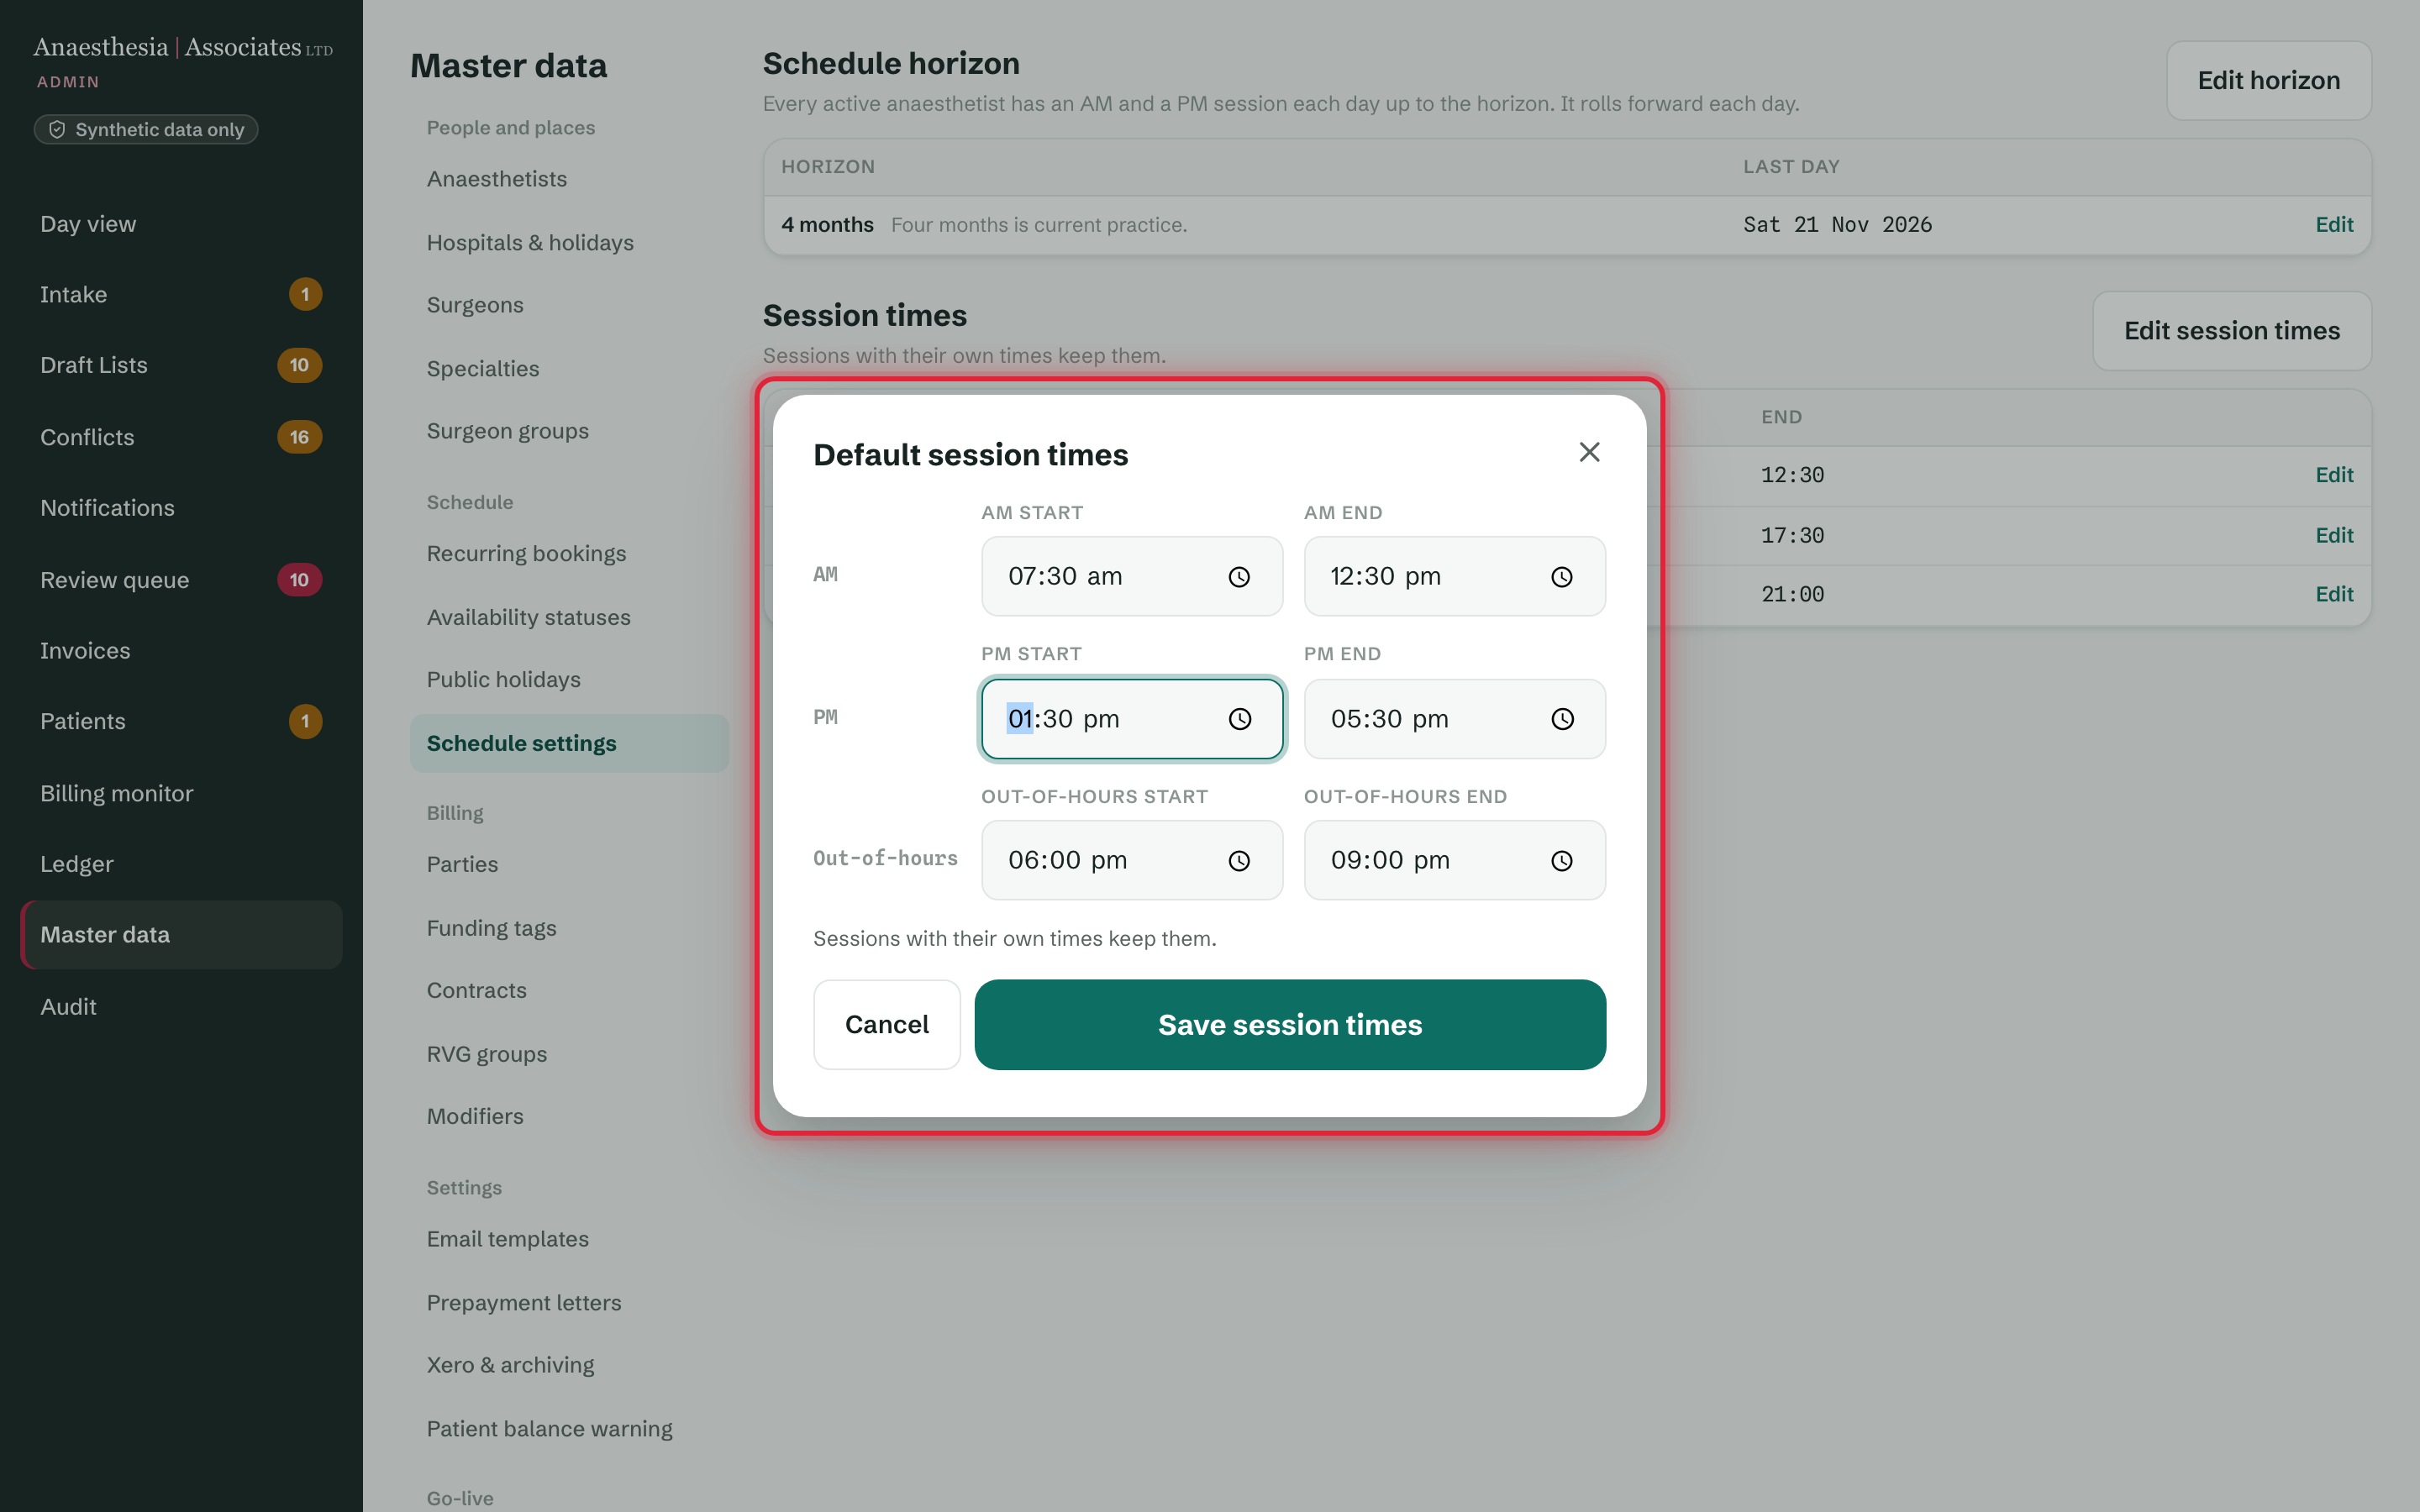 Anaesthesia | Associates LTD
ADMIN
Synthetic data only
Day view
Intake 1
Draft Lists 10
Conflicts 16
Notifications
Review queue 10
Invoices
Patients 1
Billing monitor
Ledger
Master data
Audit
Master data
People and places
Anaesthetists
Hospitals & holidays
Surgeons
Specialties
Surgeon groups
Schedule
Recurring bookings
Availability statuses
Public holidays
Schedule settings
Billing
Parties
Funding tags
Contracts
RVG groups
Modifiers
Settings
Email templates
Prepayment letters
Xero & archiving
Patient balance warning
Go-live
Schedule horizon
Every active anaesthetist has an AM and a PM session each day up to the horizon. It rolls forward each day.
Edit horizon
HORIZON LAST DAY
4 months Four months is current practice. Sat 21 Nov 2026 Edit
Session times
Sessions with their own times keep them.
Edit session times
END
12:30 Edit
17:30 Edit
21:00 Edit
Default session times
AM START AM END
AM 07:30 am 12:30 pm
PM START PM END
PM 01:30 pm 05:30 pm
OUT-OF-HOURS START OUT-OF-HOURS END
Out-of-hours 06:00 pm 09:00 pm
Sessions with their own times keep them.
Cancel Save session times